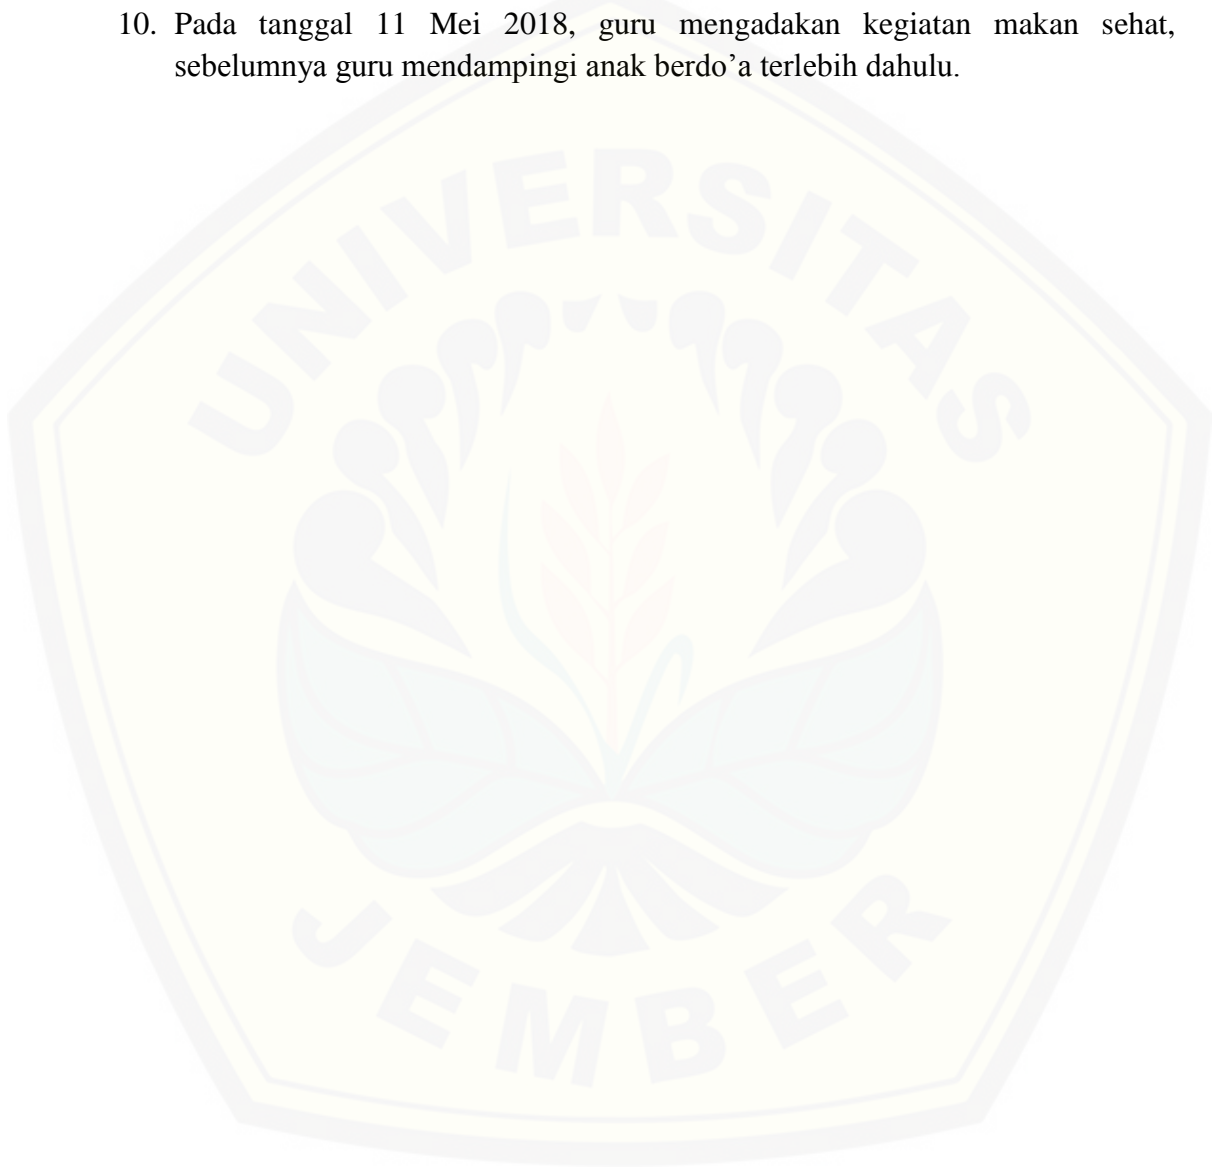 10. Pada tanggal 11 Mei 2018, guru mengadakan kegiatan makan sehat,
sebelumnya guru mendampingi anak berdo’a terlebih dahulu.
UNIVERSITAS
JEMBER